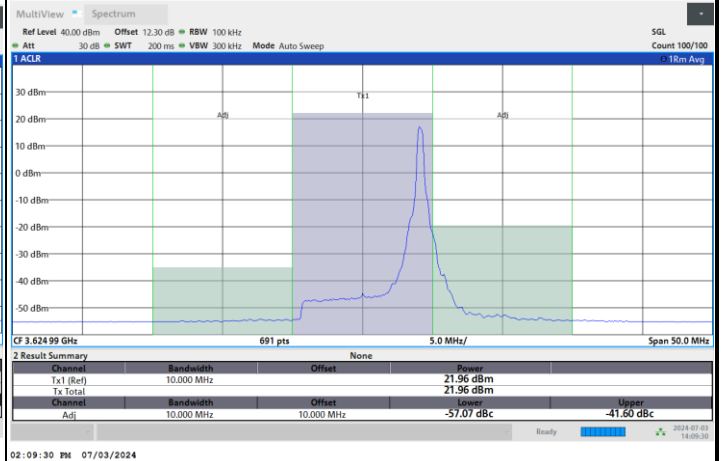 MultiView Spectrum
Ref Level 40.00 dBm Offset 12.30 dB RBW 100 kHz SGL
Att 30 dB SWT 200 ms VBW 300 kHz Mode Auto Sweep Count 100/100
1 ACLR 1Rm Avg
30 dBm
Tx1
20 dBm
Adj Adj
10 dBm
0 dBm
-10 dBm
-20 dBm
-30 dBm
-40 dBm
-50 dBm
CF 3.624 99 GHz 691 pts 5.0 MHz/ Span 50.0 MHz
2 Result Summary None
Channel Bandwidth Offset Power
Tx1 (Ref) 10.000 MHz 21.96 dBm
Tx Total 21.96 dBm
Channel Bandwidth Offset Lower Upper
Adj 10.000 MHz 10.000 MHz -57.07 dBc -41.60 dBc
Ready 2024-07-03
14:09:30
02:09:30 PM 07/03/2024